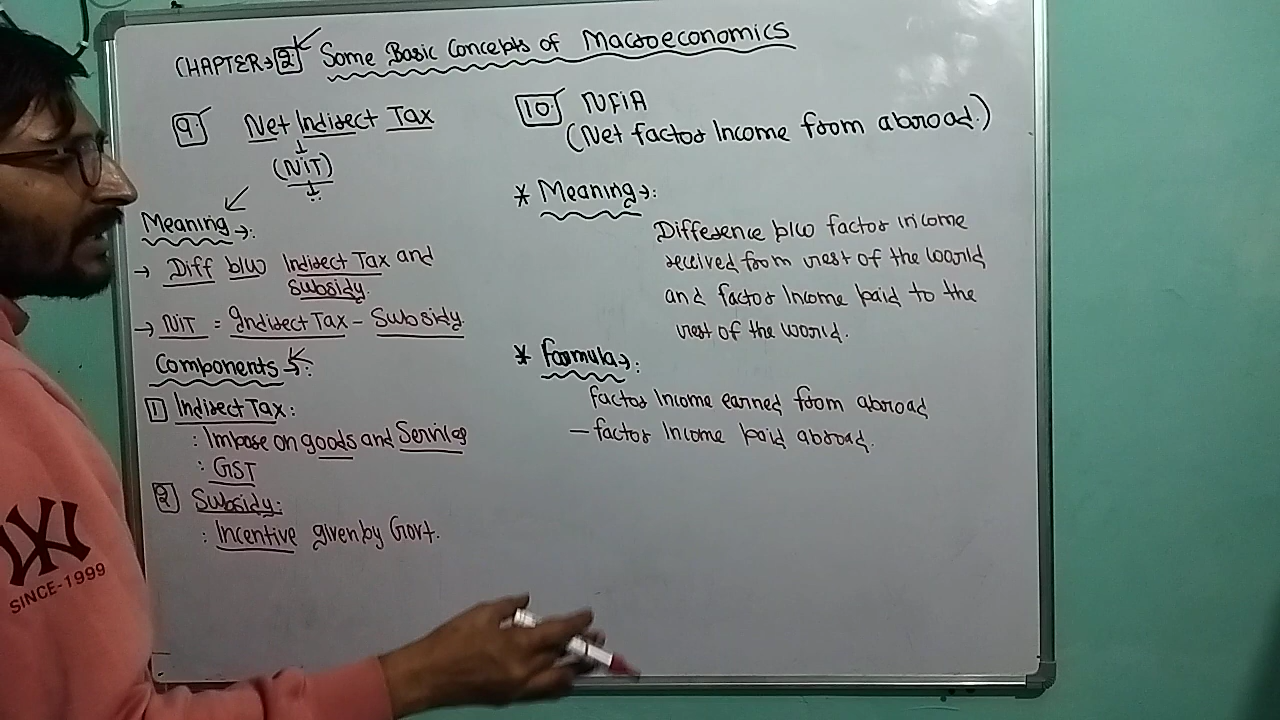 CHAPTER→ 2 Some Basic Concepts of Macroeconomics
9 Net Indirect Tax
(NIT)
Meaning→:
→ Diff b/w Indirect Tax and
Subsidy.
→ NIT = Indirect Tax - Subsidy
Components→:
1 Indirect Tax:
: Impose on goods and Services
: GST
2 Subsidy:
: Incentive given by Govt.
10 NFIA
(Net factor Income from abroad.)
* Meaning→:
Difference b/w factor income
received from rest of the world
and factor Income paid to the
rest of the world.
* Formula→:
factor Income earned from abroad
- factor Income paid abroad.
SINCE-1999